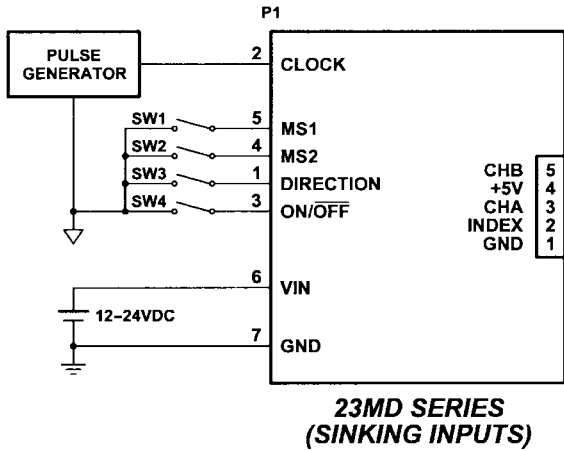 P1
PULSE
GENERATOR
2
CLOCK
SW1
5
MS1
SW2
4
MS2
SW3
1
DIRECTION
SW4
3
ON/OFF
CHB 5
+5V 4
CHA 3
INDEX 2
GND 1
6
VIN
12–24VDC
7
GND
23MD SERIES
(SINKING INPUTS)